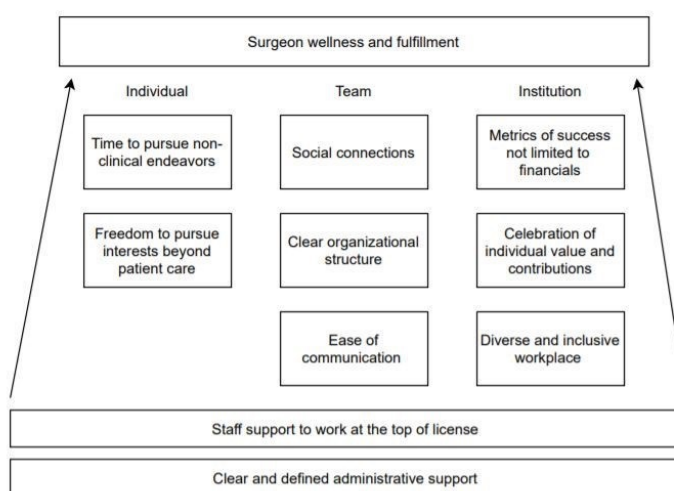 Surgeon wellness and fulfillment
Individual
Team
Institution
Time to pursue non-
clinical endeavors
Social connections
Metrics of success
not limited to
financials
Freedom to pursue
interests beyond
patient care
Clear organizational
structure
Celebration of
individual value and
contributions
Ease of
communication
Diverse and inclusive
workplace
Staff support to work at the top of license
Clear and defined administrative support